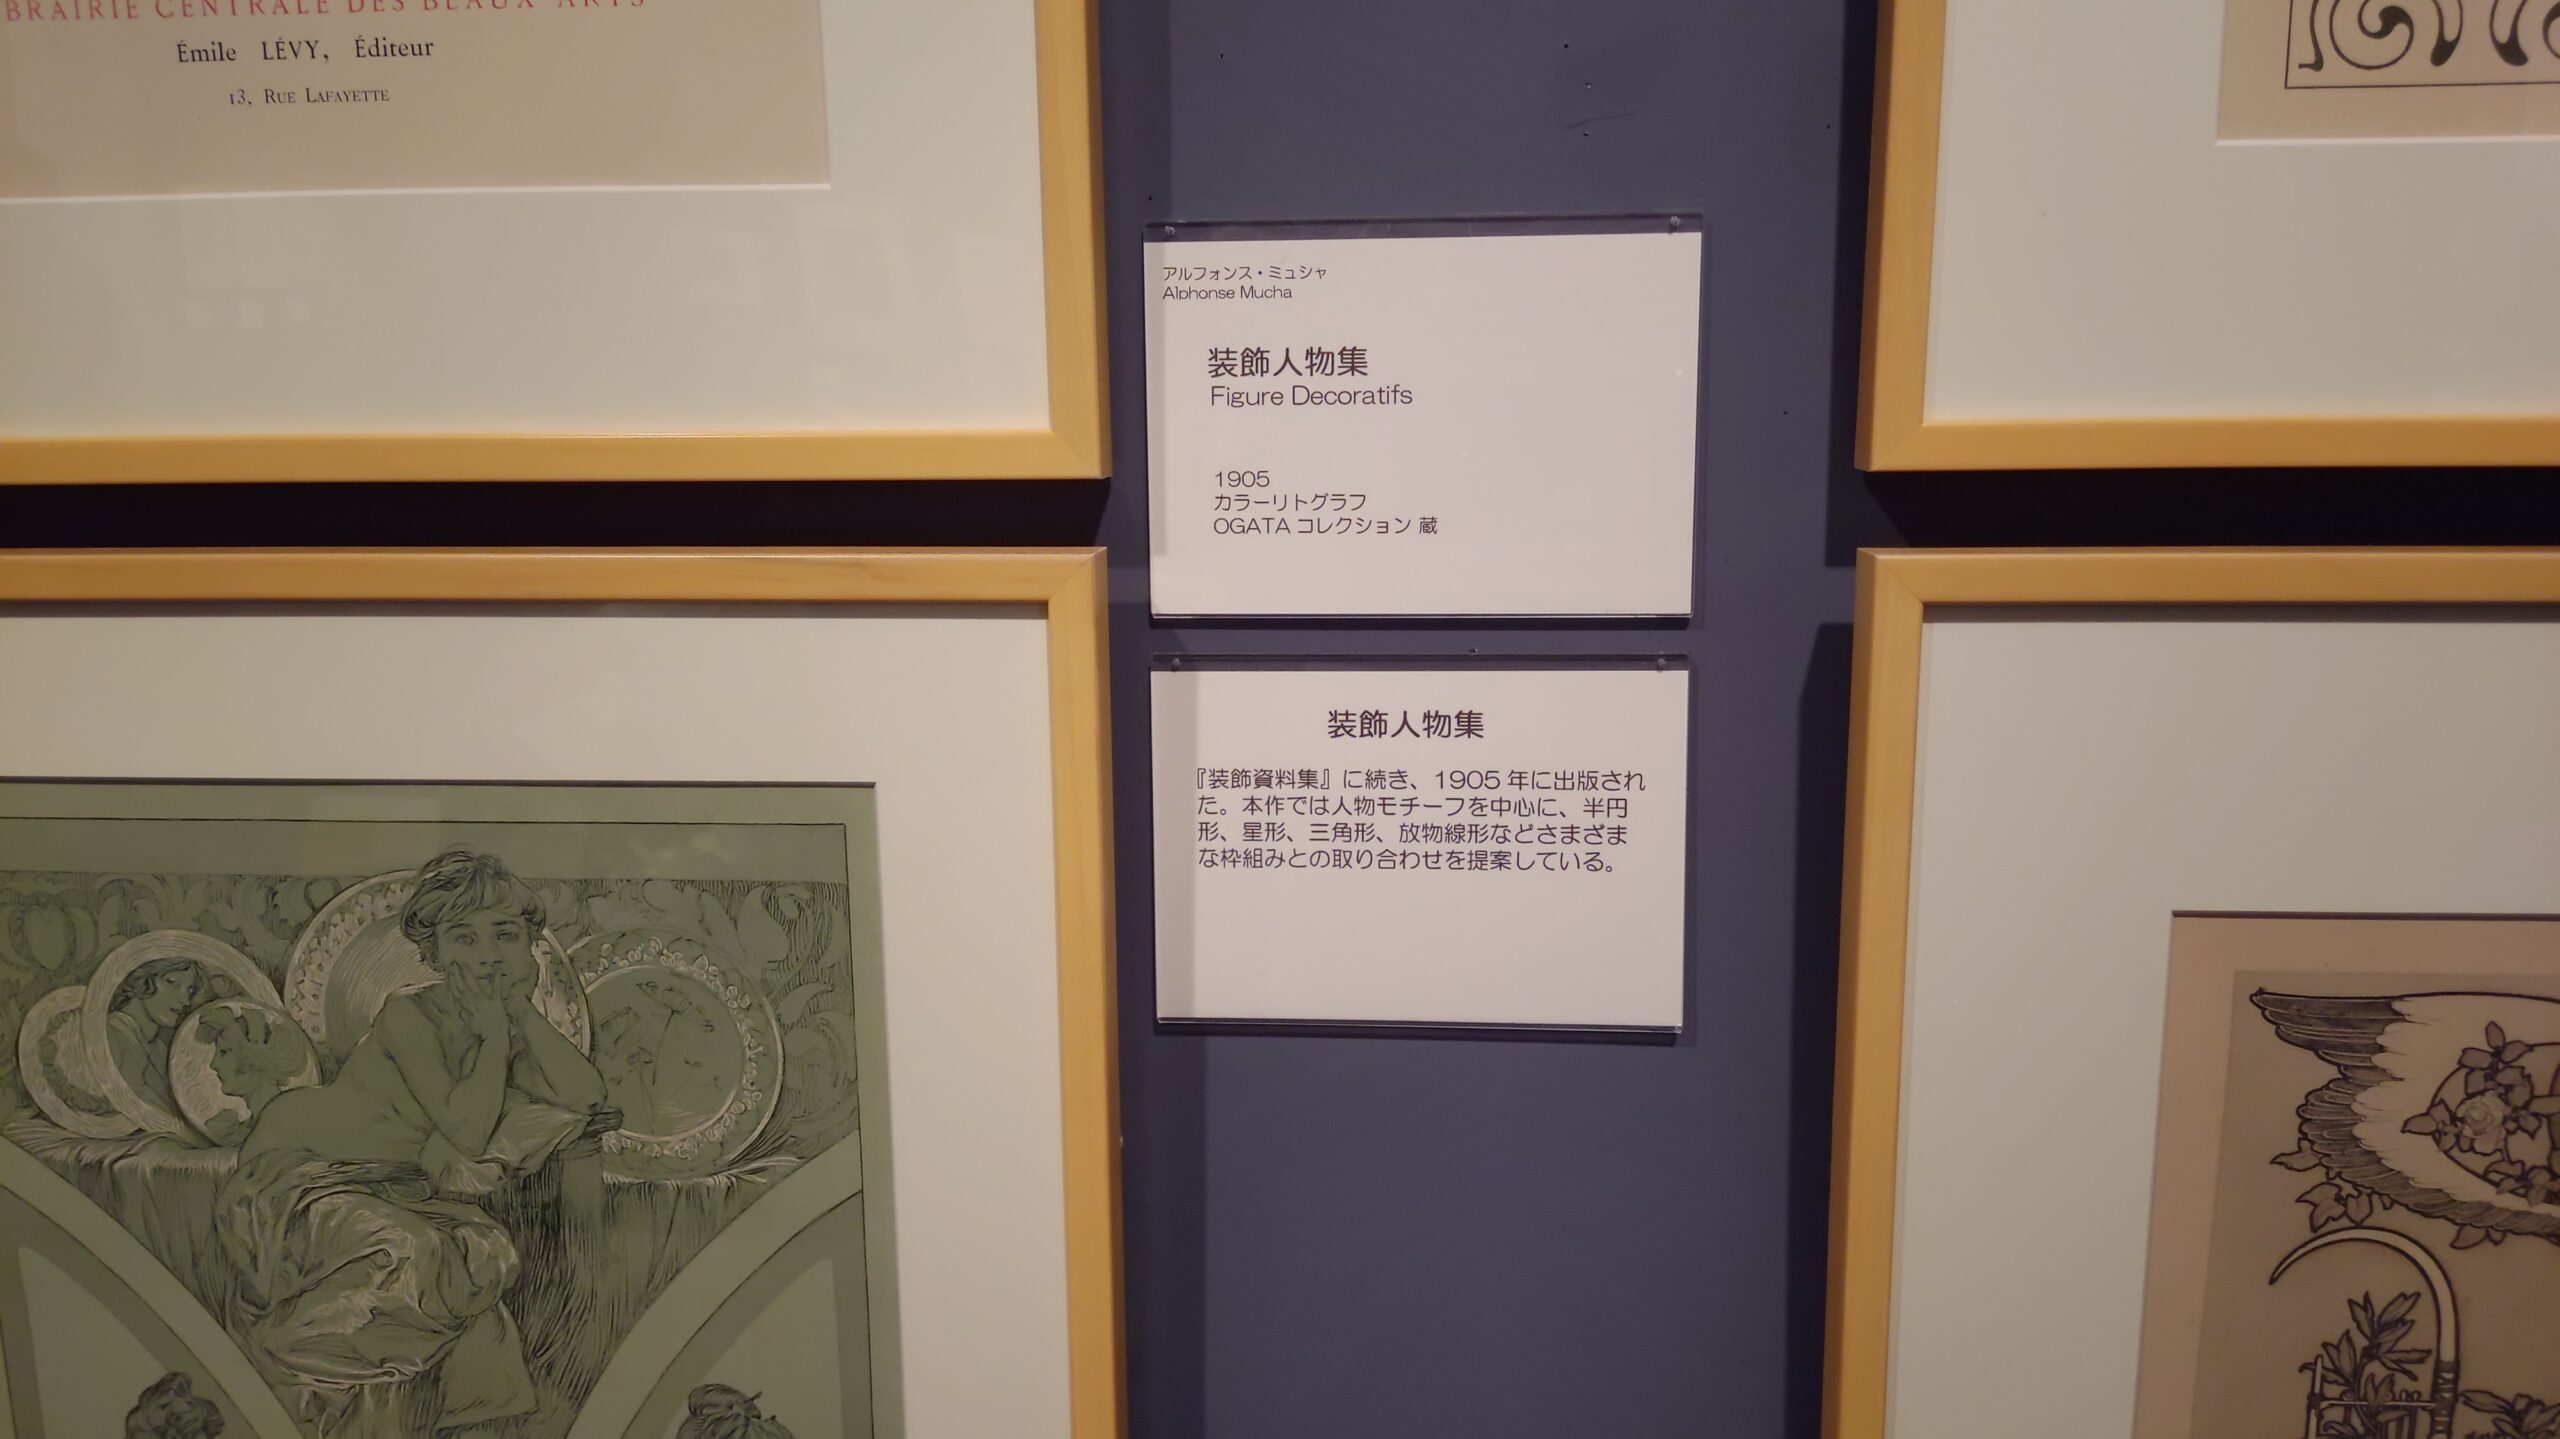 BRAIRIE CENTRALE DES BEAUX-ARTS
Émile LÉVY, Éditeur
13, RUE LAFAYETTE
アルフォンス・ミュシャ
Alphonse Mucha
装飾人物集
Figure Decoratifs
1905
カラーリトグラフ
OGATA コレクション 蔵
装飾人物集
『装飾資料集』に続き、1905 年に出版され
た。本作では人物モチーフを中心に、半円
形、星形、三角形、放物線形などさまざま
な枠組みとの取り合わせを提案している。